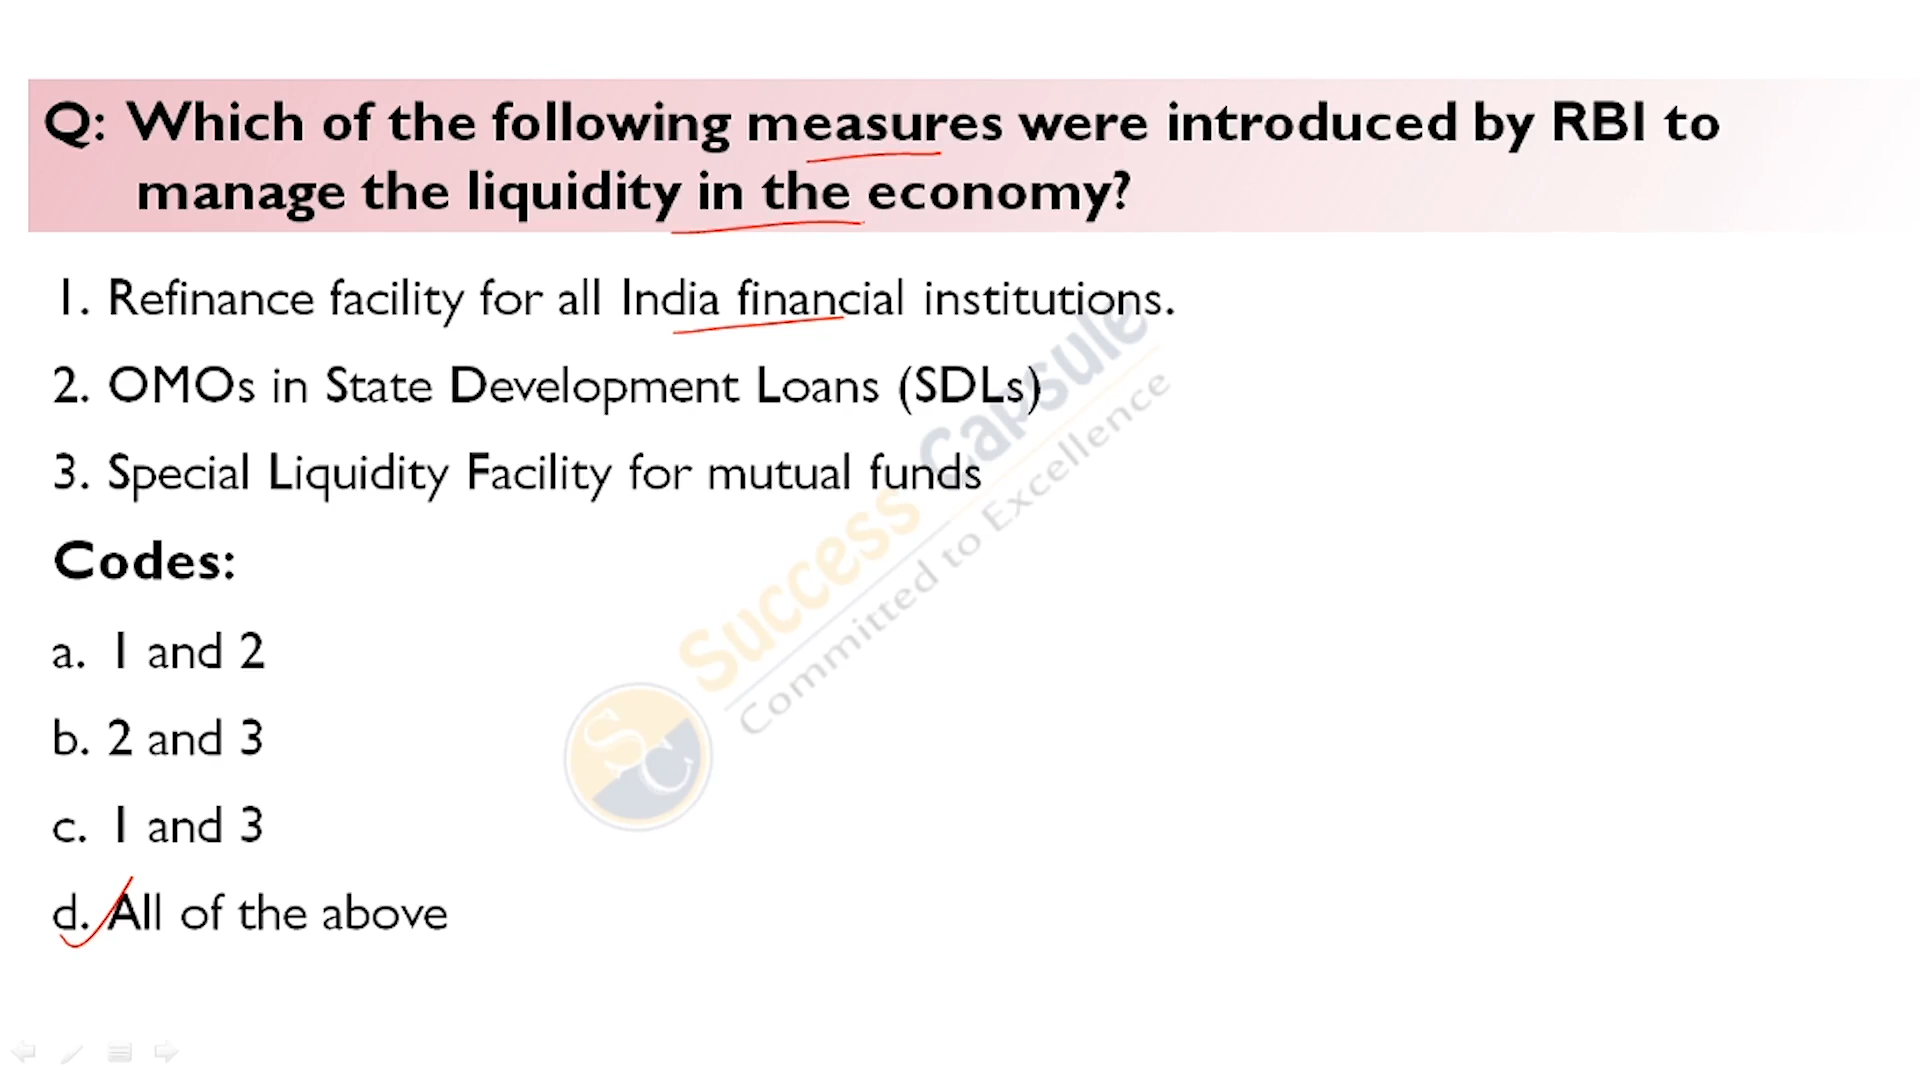 Q: Which of the following measures were introduced by RBI to
manage the liquidity in the economy?
1. Refinance facility for all India financial institutions.
2. OMOs in State Development Loans (SDLs)
3. Special Liquidity Facility for mutual funds
Codes:
a. 1 and 2
b. 2 and 3
c. 1 and 3
d. All of the above
Success Capsule
Committed to Excellence
SC